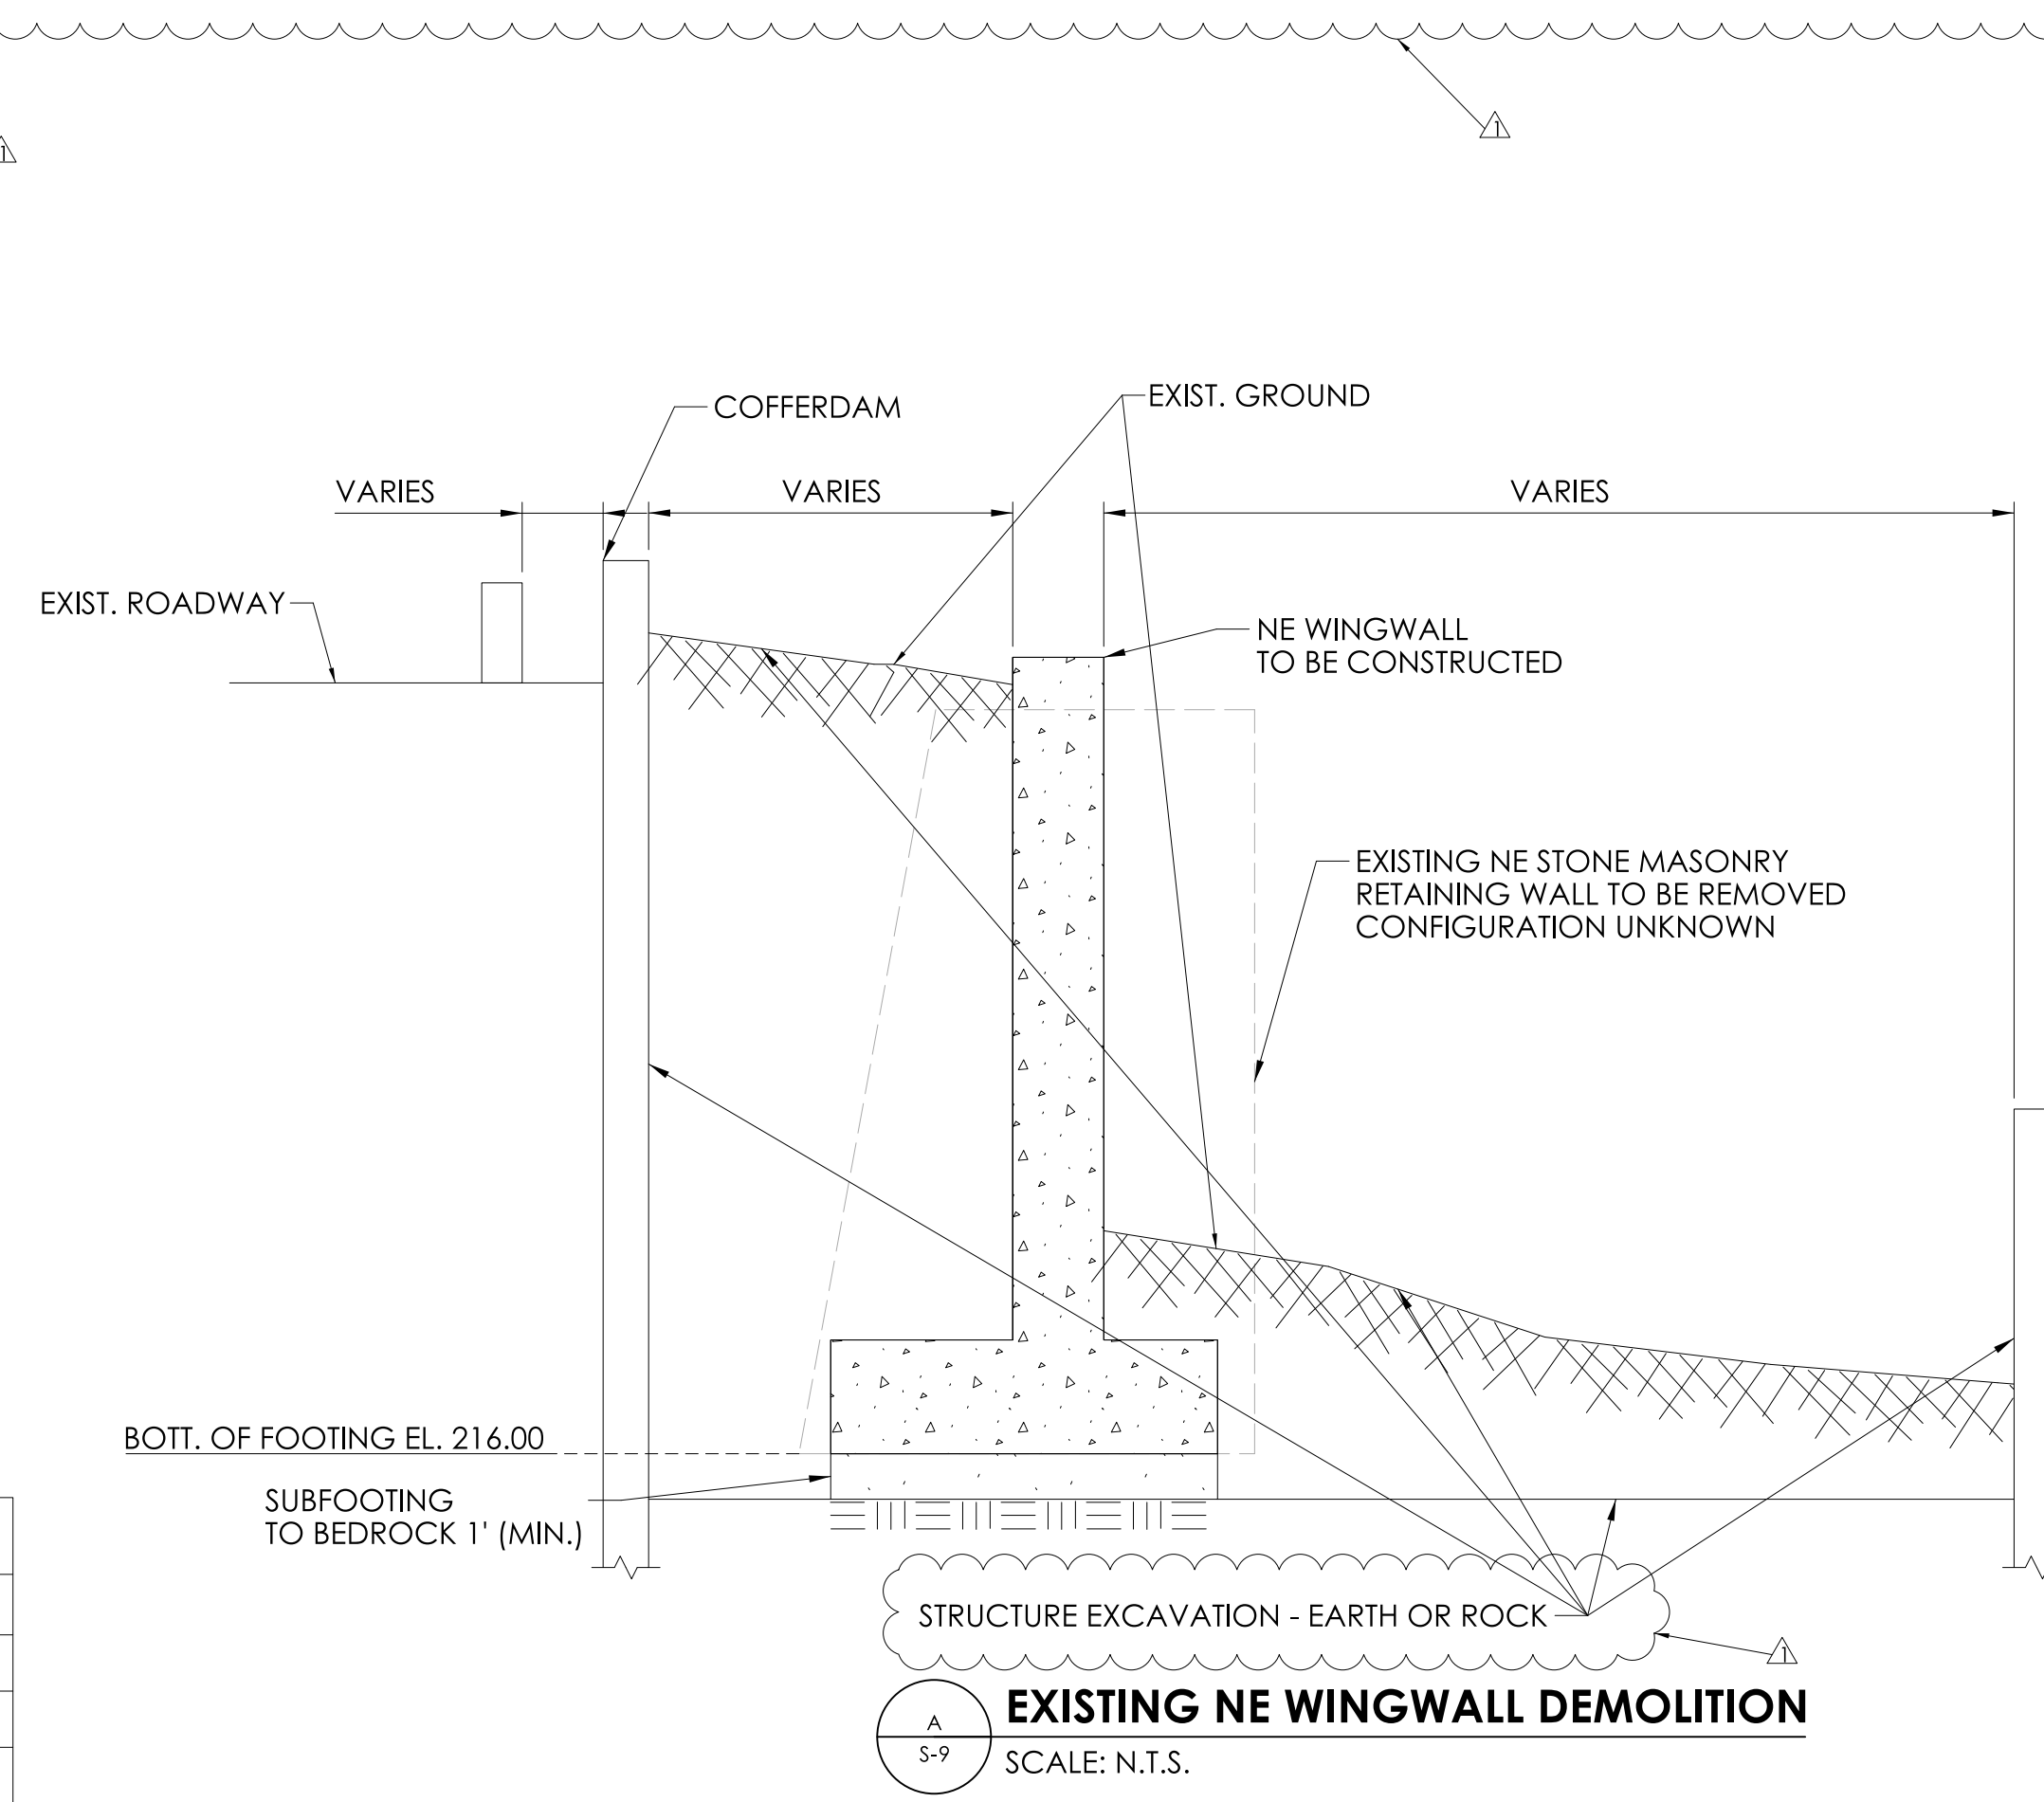 1
1
COFFERDAM
EXIST. GROUND
VARIES
VARIES
VARIES
EXIST. ROADWAY
NE WINGWALL
TO BE CONSTRUCTED
EXISTING NE STONE MASONRY
RETAINING WALL TO BE REMOVED
CONFIGURATION UNKNOWN
BOTT. OF FOOTING EL. 216.00
SUBFOOTING
TO BEDROCK 1' (MIN.)
STRUCTURE EXCAVATION - EARTH OR ROCK
1
A
S-9
EXISTING NE WINGWALL DEMOLITION
SCALE: N.T.S.